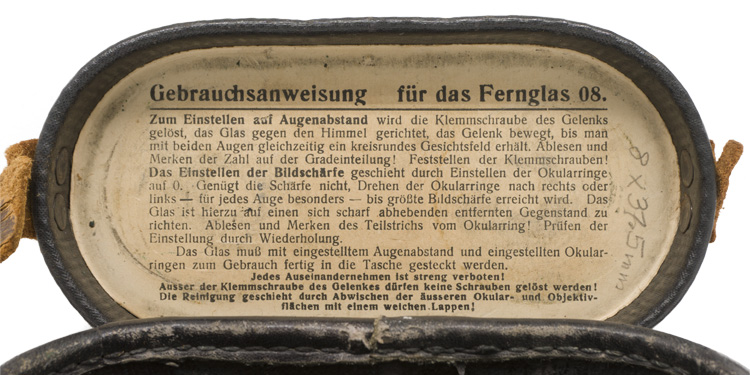 Gebrauchsanweisung für das Fernglas 08.
Zum Einstellen auf Augenabstand wird die Klemmschraube des Gelenks
gelöst, das Glas gegen den Himmel gerichtet, das Gelenk bewegt, bis man
mit beiden Augen gleichzeitig ein kreisrundes Gesichtsfeld erhält. Ablesen und
Merken der Zahl auf der Gradeinteilung! Feststellen der Klemmschrauben!
Das Einstellen der Bildschärfe geschieht durch Einstellen der Okularringe
auf 0. Genügt die Schärfe nicht, Drehen der Okularringe nach rechts oder
links — für jedes Auge besonders — bis größte Bildschärfe erreicht wird. Das
Glas ist hierzu auf einen sich scharf abhebenden entfernten Gegenstand zu
richten. Ablesen und Merken des Teilstrichs vom Okularring! Prüfen der
Einstellung durch Wiederholung.
Das Glas muß mit eingestelltem Augenabstand und eingestellten Okular-
ringen zum Gebrauch fertig in die Tasche gesteckt werden.
Jedes Auseinandernehmen ist streng verboten!
Ausser der Klemmschraube des Gelenkes dürfen keine Schrauben gelöst werden!
Die Reinigung geschieht durch Abwischen der äusseren Okular- und Objektiv-
flächen mit einem weichen Lappen!
8 x 37,5 mm